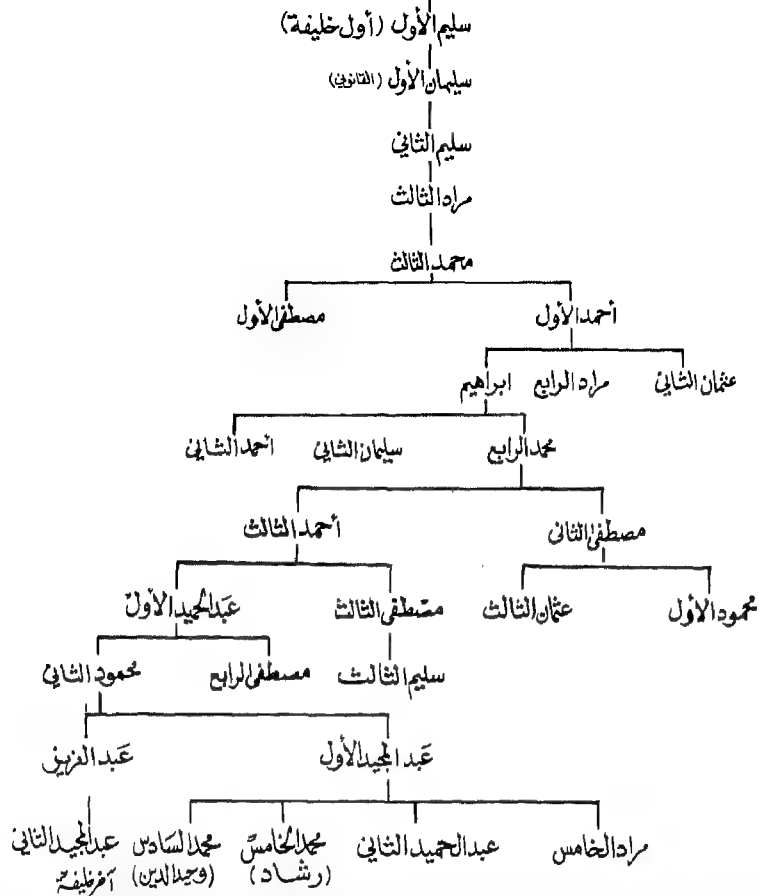 سليم الأول (أول خليفة)
سليمان الأول (القانوني)
سليم الثاني
مراد الثالث
محمد الثالث
أحمد الأول مصطفى الأول
عثمان الثاني مراد الرابع ابراهيم
محمد الرابع سليمان الثاني أحمد الثاني
مصطفى الثاني أحمد الثالث
محمود الأول عثمان الثالث مصطفى الثالث عبد الحميد الأول
سليم الثالث مصطفى الرابع محمود الثاني
عبد المجيد الأول عبد العزيز
مراد الخامس عبد الحميد الثاني محمد الخامس محمد السادس عبد المجيد الثاني
(رشاد) (وحيد الدين) آخر خليفة